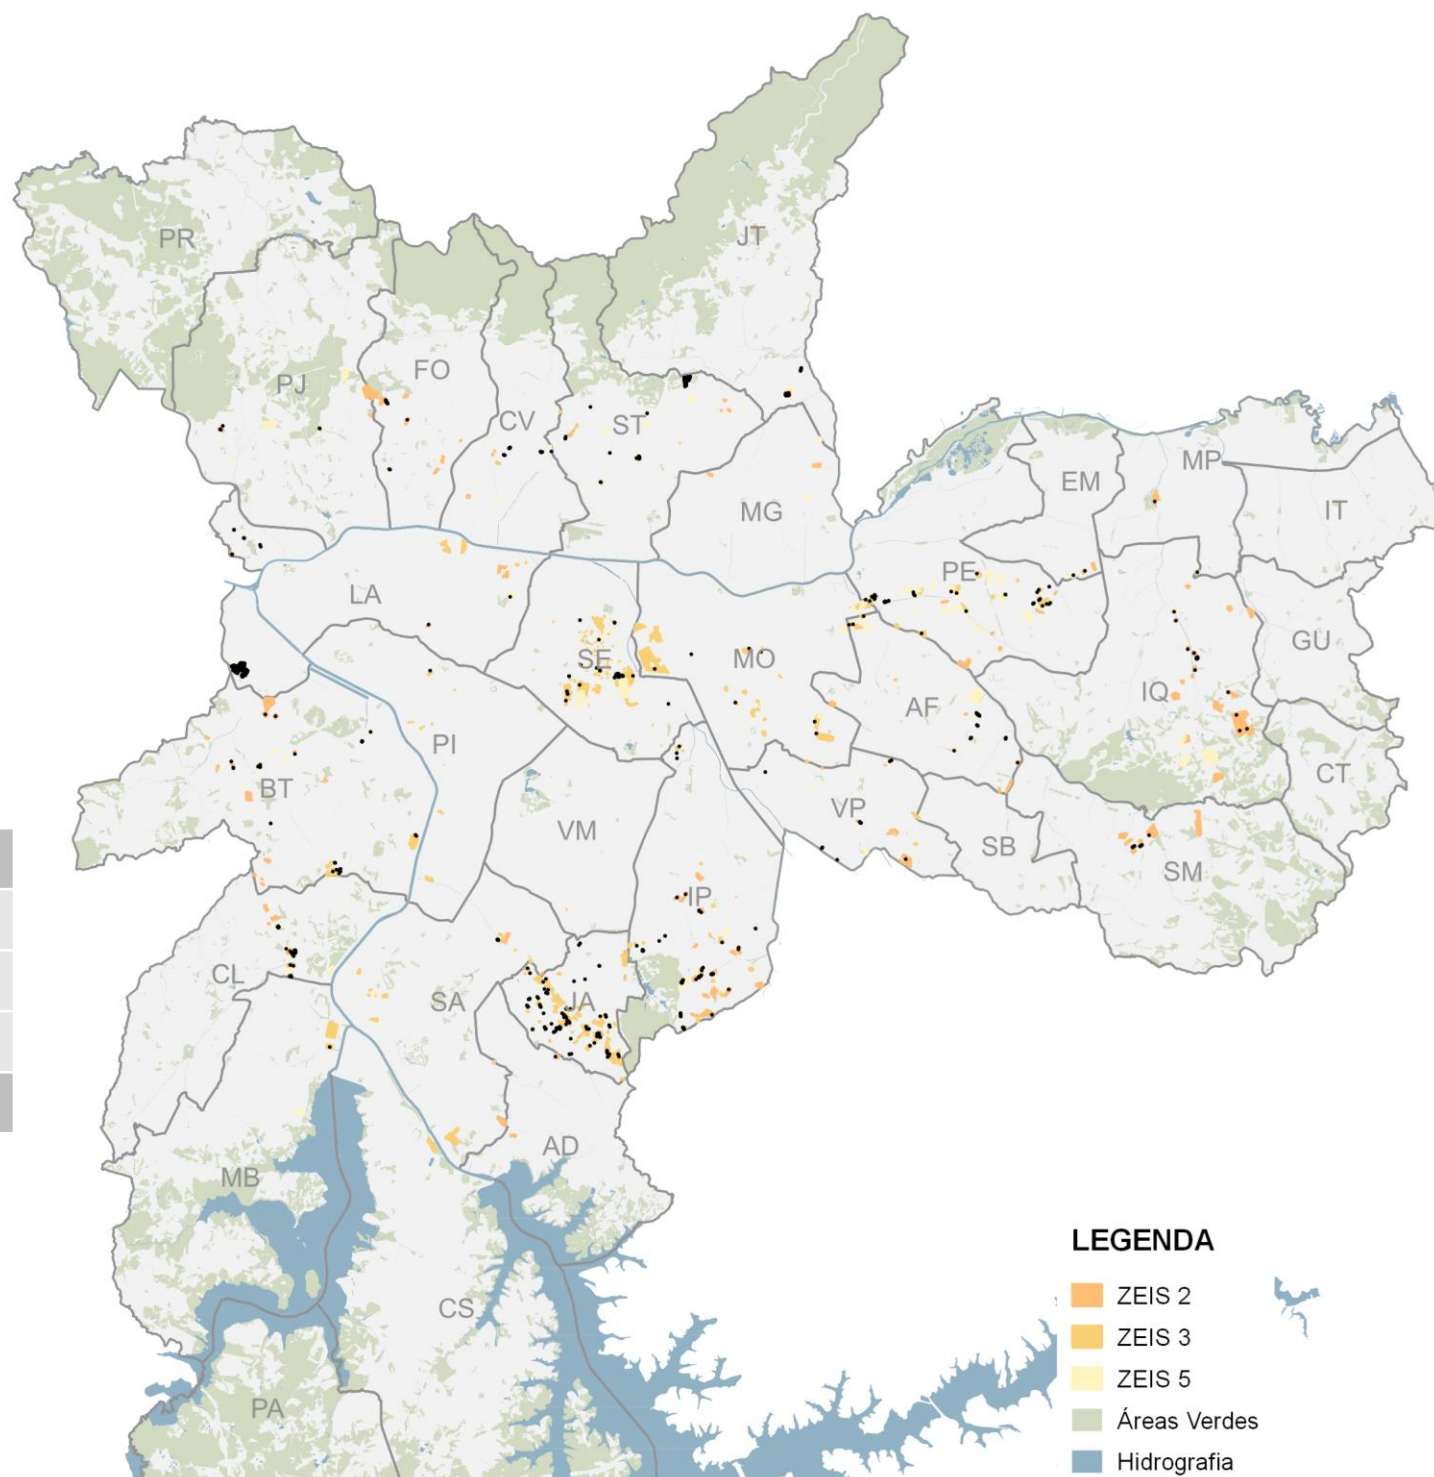 PR
JT
FO
PJ
CV
ST
MP
EM
IT
MG
PE
LA
GU
SE
MO
IQ
AF
PI
CT
BT
VP
VM
SB
SM
IP
CL
SA
JA
AD
MB
CS
PA
LEGENDA
ZEIS 2
ZEIS 3
ZEIS 5
Áreas Verdes
Hidrografia